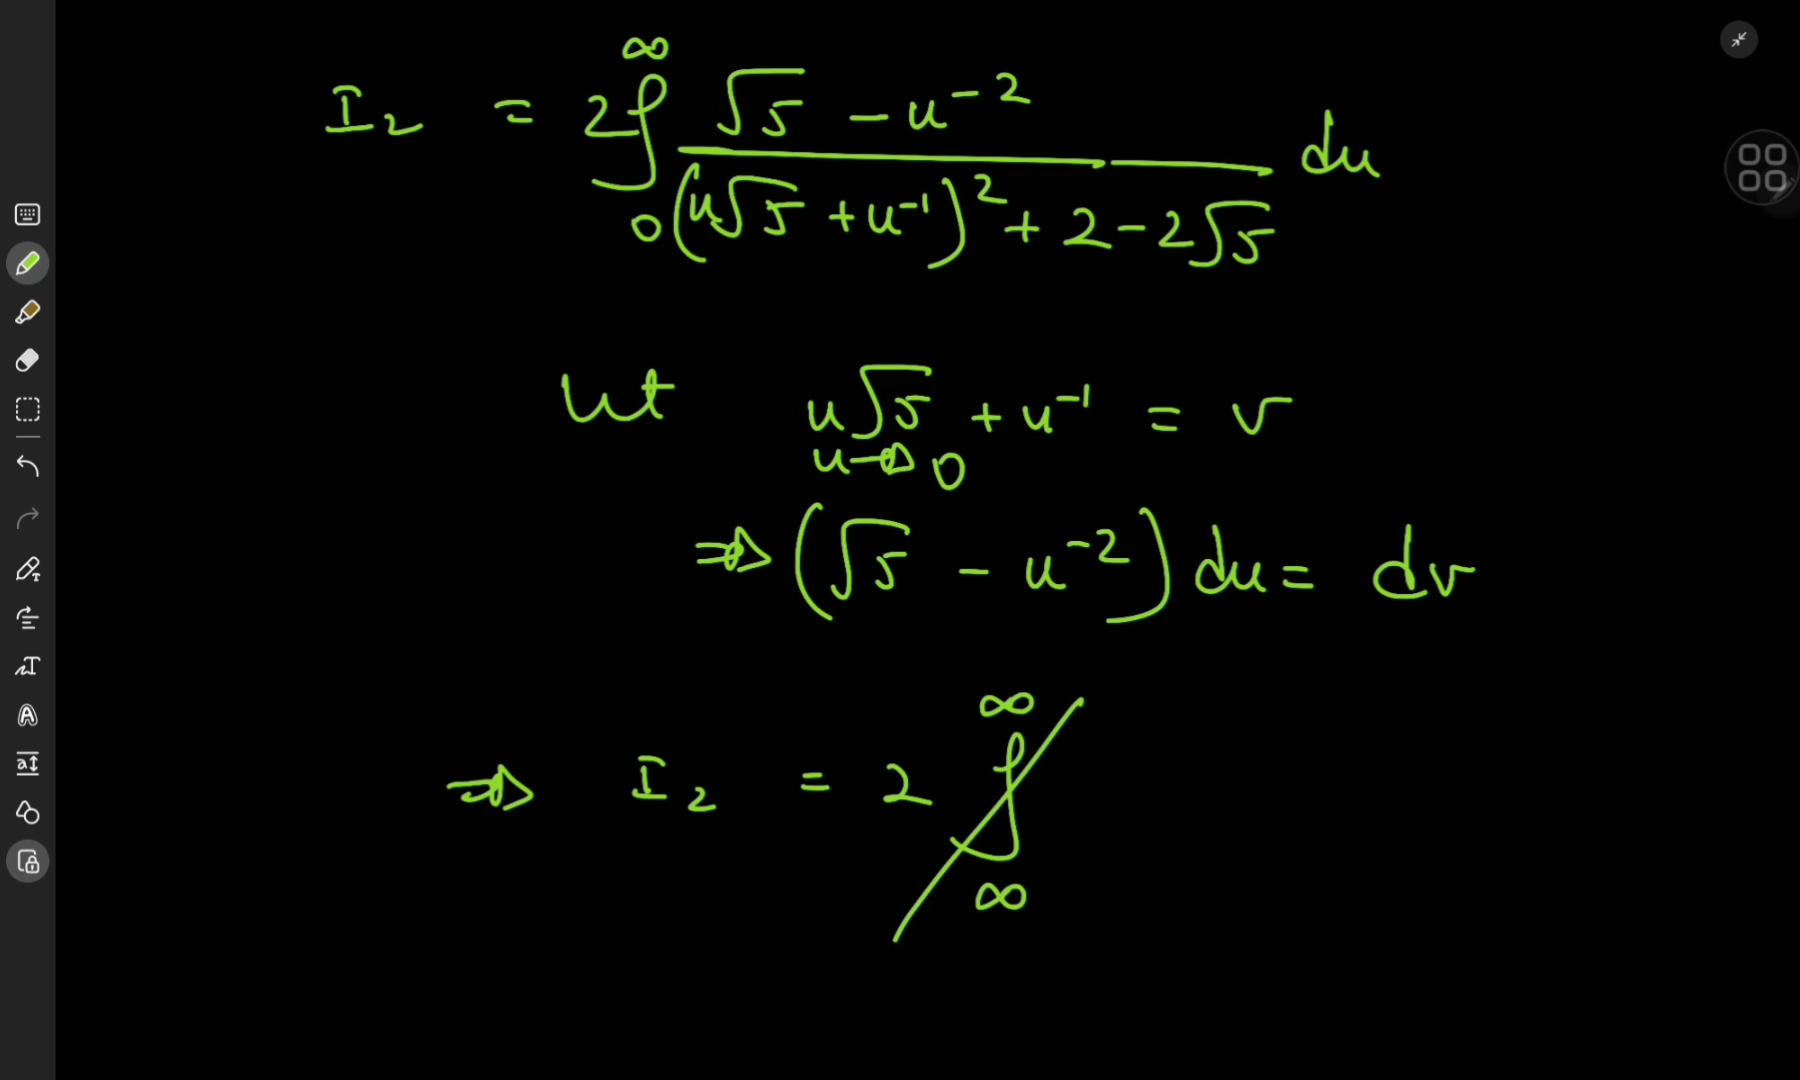 I₂ = 2∫₀^∞ (√5 − u⁻²) / ((u√5 + u⁻¹)² + 2 − 2√5) du
let u√5 + u⁻¹ = v
u → 0
⇒ (√5 − u⁻²) du = dv
⇒ I₂ = 2 ∫_∞^∞